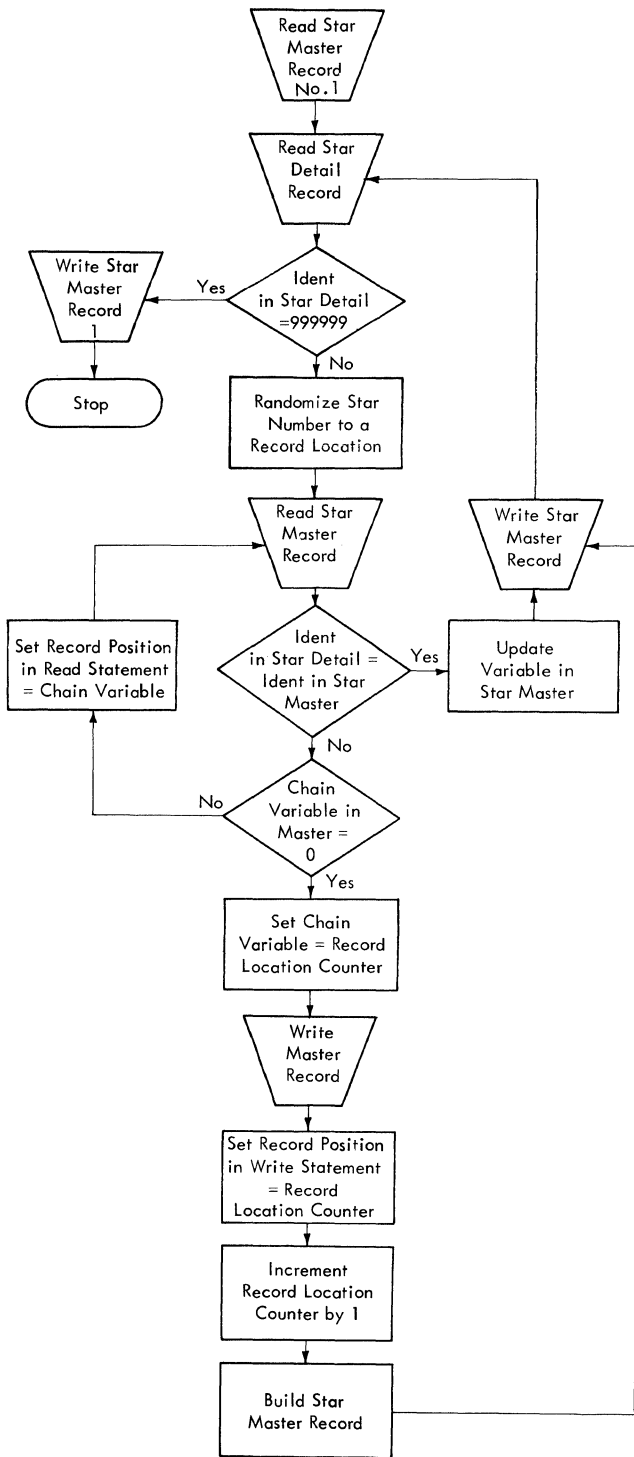 Read Star
Master
Record
No.1
Read Star
Detail
Record
Write Star
Master
Record
1
Yes
Ident
in Star Detail
=999999
No
Stop
Randomize Star
Number to a
Record Location
Read Star
Master
Record
Write Star
Master
Record
Set Record Position
in Read Statement
= Chain Variable
Ident
in Star Detail =
Ident in Star
Master
Yes
Update
Variable in
Star Master
No
No
Chain
Variable in
Master =
0
Yes
Set Chain
Variable = Record
Location Counter
Write
Master
Record
Set Record Position
in Write Statement
= Record
Location Counter
Increment
Record Location
Counter by 1
Build Star
Master Record